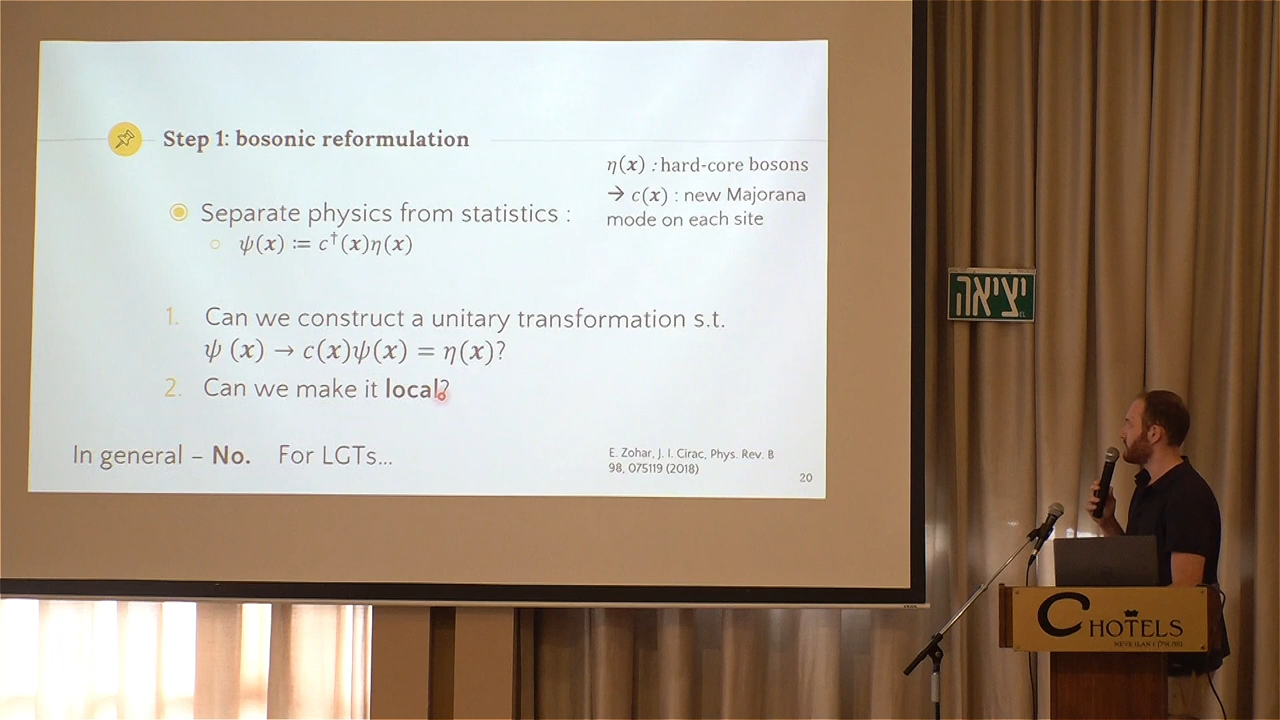 Step 1: bosonic reformulation
η(x) : hard-core bosons
→ c(x) : new Majorana
mode on each site
Separate physics from statistics :
ψ(x) ≔ c†(x)η(x)
1. Can we construct a unitary transformation s.t.
ψ (x) → c(x)ψ(x) = η(x)?
2. Can we make it local?
In general – No. For LGTs...
E. Zohar, J. I. Cirac, Phys. Rev. B
98, 075119 (2018)
20
יציאה
C HOTELS